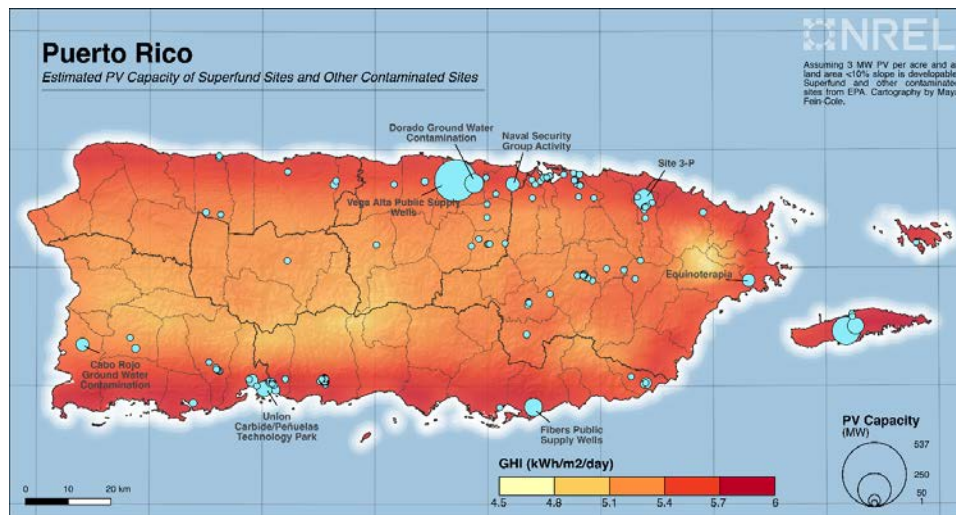 Puerto Rico
Estimated PV Capacity of Superfund Sites and Other Contaminated Sites
NREL
Assuming 3 MW PV per acre and a
land area <10% slope is developable
Superfund and other contaminated
sites from EPA. Cartography by May
Fein-Cole.
Dorado Ground Water
Contamination
Naval Security
Group Activity
Site 3-P
Vega Alta Public Supply
Wells
Equinoterapia
Cabo Rojo
Ground Water
Contamination
Union
Carbide/Peñuelas
Technology Park
Fibers Public
Supply Wells
PV Capacity
(MW)
537
250
50
1
GHI (kWh/m2/day)
4.5 4.8 5.1 5.4 5.7 6
0 10 20 km